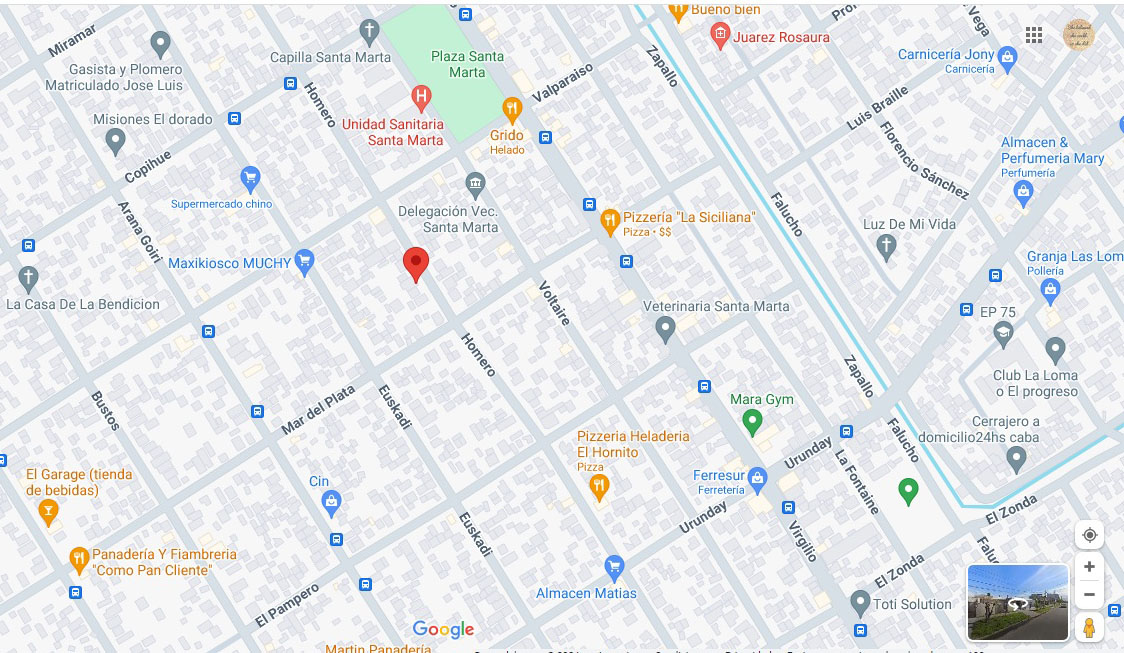 Bueno bien
Pro
Vega
Miramar
Juarez Rosaura
Capilla Santa Marta
Plaza Santa
Marta
Zapallo
Carnicería Jony
Carnicería
Gasista y Plomero
Matriculado Jose Luis
Valparaiso
Homero
Luis Braille
Misiones El dorado
H
Unidad Sanitaria
Santa Marta
Grido
Helado
Florencio Sánchez
Almacen &
Perfumeria Mary
Perfumería
Copihue
Supermercado chino
Arana Goiri
Delegación Vec.
Santa Marta
Pizzería "La Siciliana"
Pizza · $$
Falucho
Luz De Mi Vida
Maxikiosco MUCHY
Granja Las Lom
Pollería
La Casa De La Bendicion
Voltaire
Veterinaria Santa Marta
EP 75
Homero
Zapallo
Club La Loma
o El progreso
Bustos
Mar del Plata
Euskadi
Mara Gym
Cerrajero a
domicilio24hs caba
Falucho
Pizzeria Heladeria
El Hornito
Pizza
Urunday
La Fontaine
El Garage (tienda
de bebidas)
Cin
Ferresur
Ferretería
Urunday
El Zonda
Euskadi
Virgilio
Falu
Panadería Y Fiambreria
"Como Pan Cliente"
El Zonda
El Pampero
Almacen Matias
Toti Solution
Google
Martin Panadería